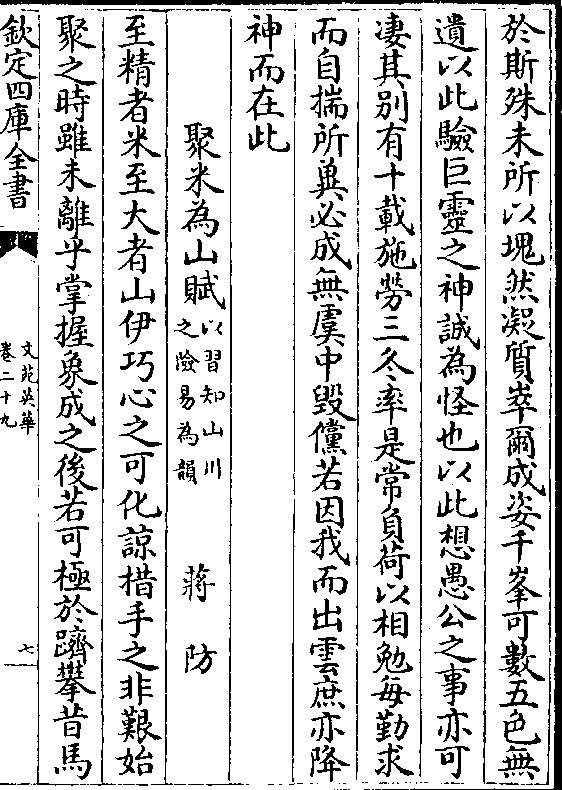 於斯殊未所以塊然凝質崒爾成姿千峯可數五色無
遺以此驗巨靈之神誠為怪也以此想愚公之事亦可
悽其别有十載施勞三冬率是常負荷以相勉每勤求
而自揣所兾必成無虞中毀儻若因我而出雲庶亦降
神而在此
聚米為山賦以習知山川之險易為韻 蔣防
至精者米至大者山伊巧心之可化諒措手之非艱始
聚之時雖未離乎掌握象成之後若可極於躋攀昔馬
欽定四庫全書
文苑英華
卷二十九
七